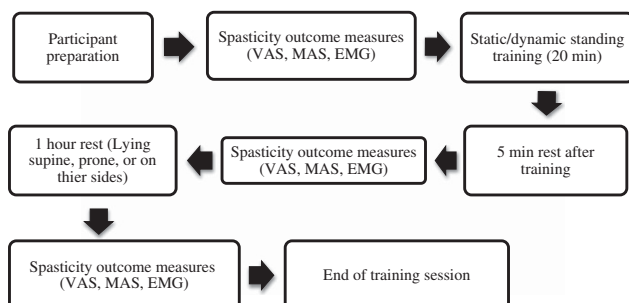 Participant
preparation
Spasticity outcome measures
(VAS, MAS, EMG)
Static/dynamic standing
training (20 min)
5 min rest after
training
Spasticity outcome measures
(VAS, MAS, EMG)
1 hour rest (Lying
supine, prone, or on
thier sides)
Spasticity outcome measures
(VAS, MAS, EMG)
End of training session